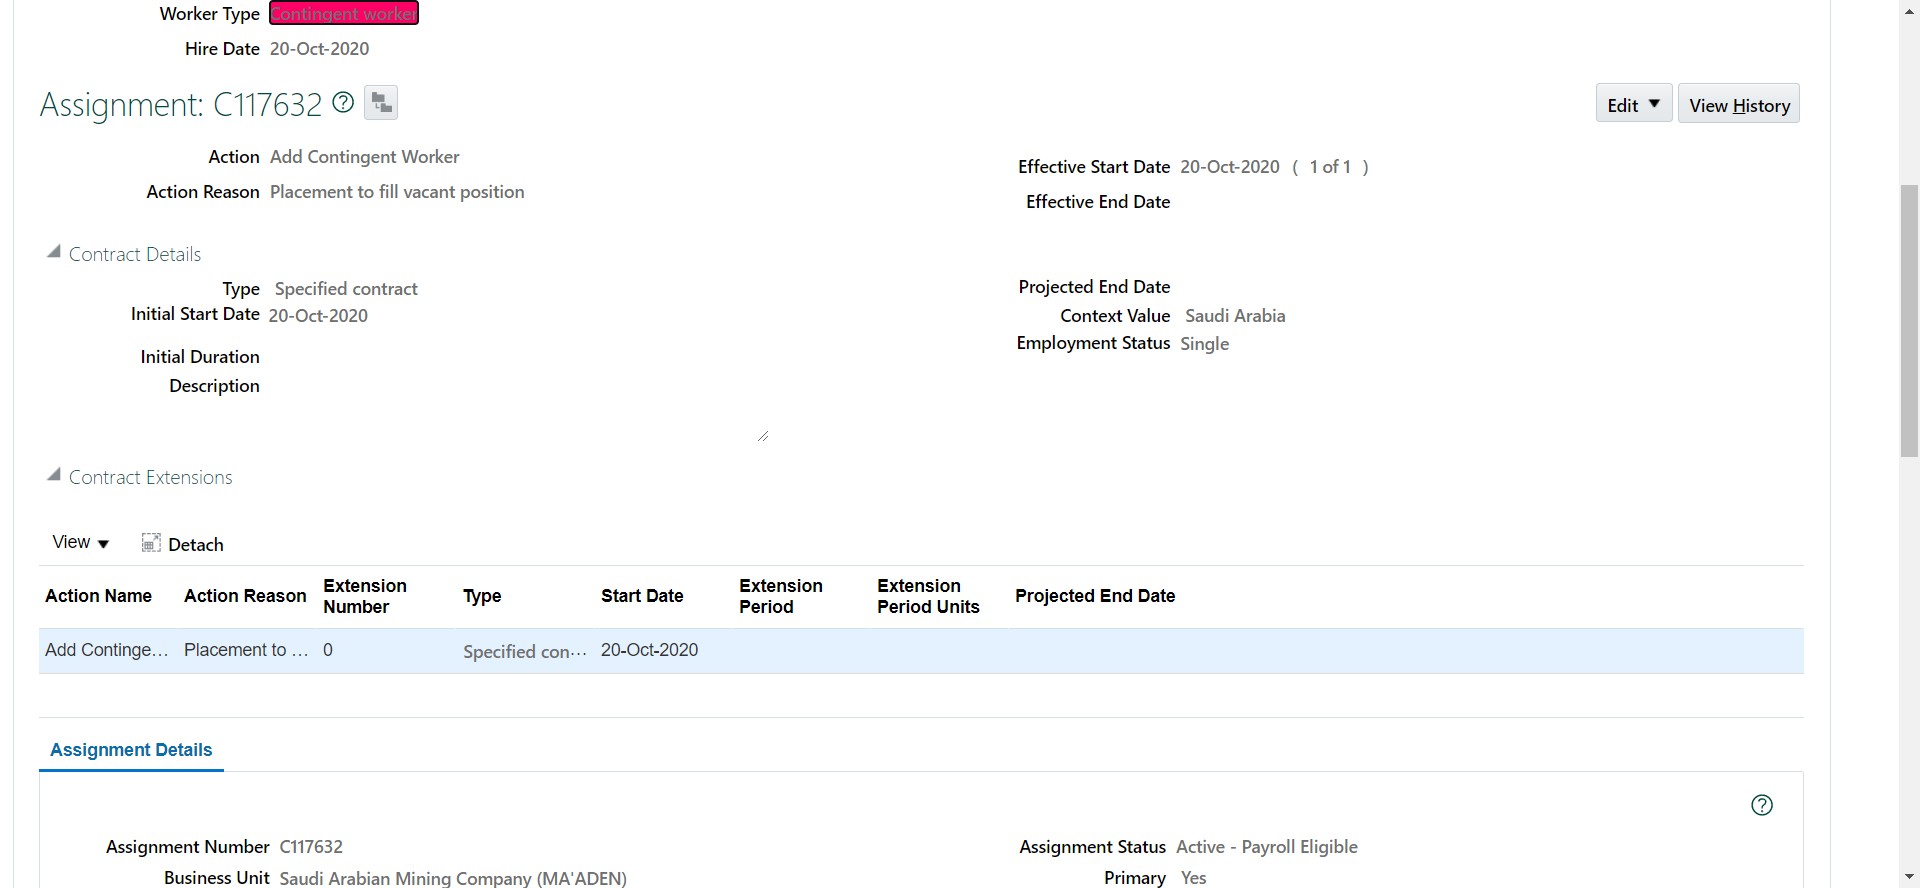 Worker Type Contingent worker
Hire Date 20-Oct-2020
Assignment: C117632
Edit View History
Action Add Contingent Worker
Effective Start Date 20-Oct-2020 ( 1 of 1 )
Action Reason Placement to fill vacant position
Effective End Date
Contract Details
Type Specified contract
Projected End Date
Initial Start Date 20-Oct-2020
Context Value Saudi Arabia
Employment Status Single
Initial Duration
Description
Contract Extensions
View Detach
Action Name Action Reason Extension Number Type Start Date Extension Period Extension Period Units Projected End Date
Add Continge... Placement to ... 0 Specified con... 20-Oct-2020
Assignment Details
Assignment Number C117632
Assignment Status Active - Payroll Eligible
Business Unit Saudi Arabian Mining Company (MA'ADEN)
Primary Yes